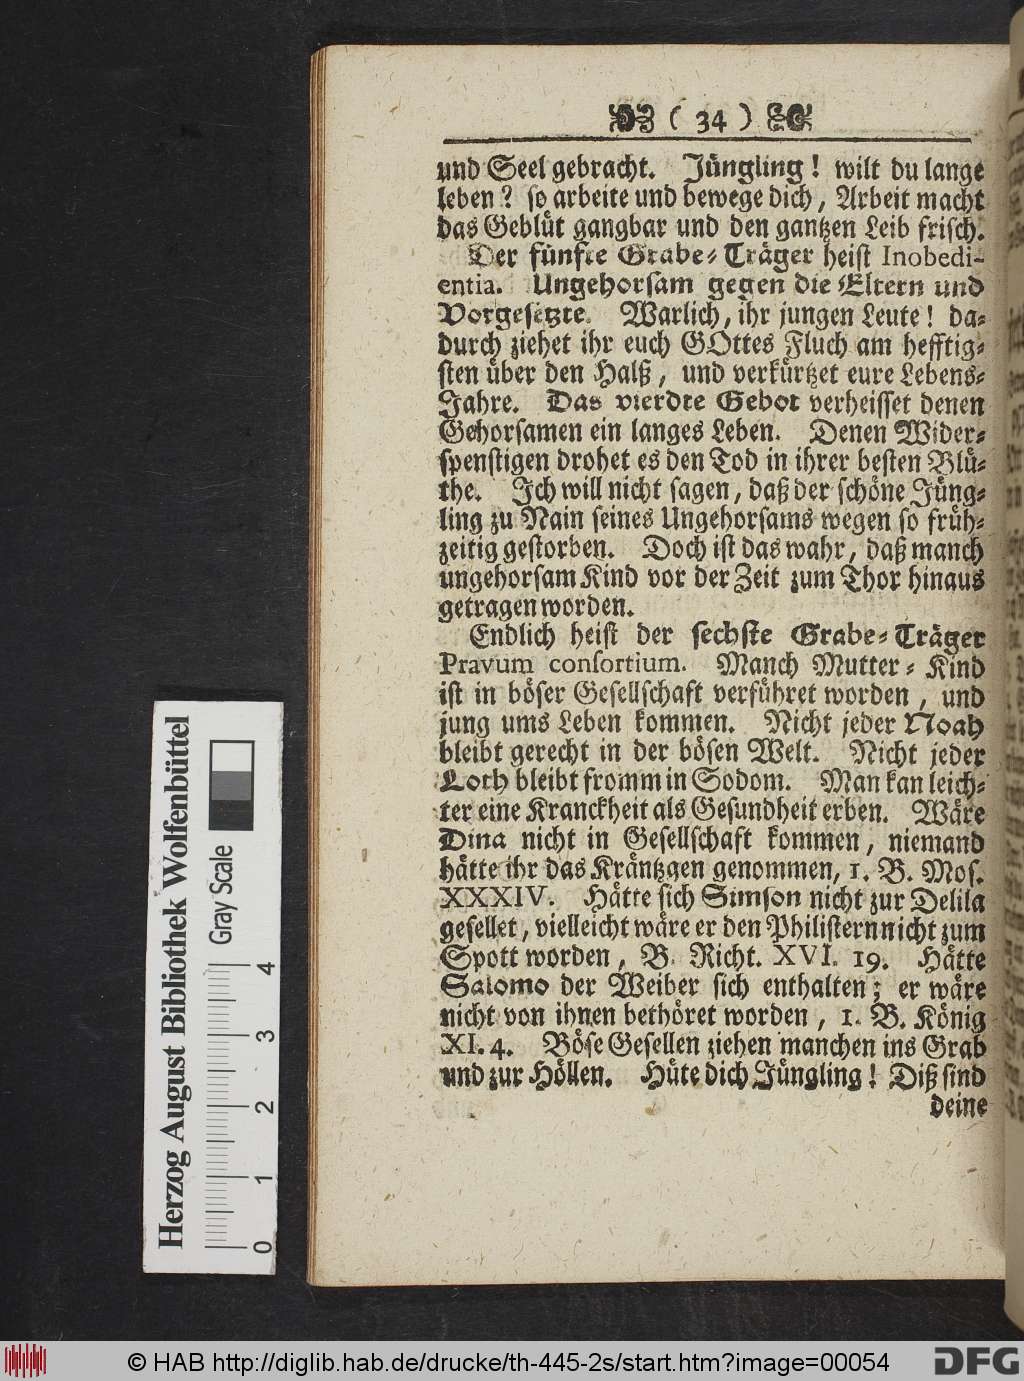 ( 34 )
und Seel gebracht. Jüngling! wilt du lange
leben? so arbeite und bewege dich, Arbeit macht
das Geblüt gangbar und den gantzen Leib frisch.
Der fünfte Grabe-Träger heist Inobedi-
entia. Ungehorsam gegen die Eltern und
Vorgesetzte. Warlich, ihr jungen Leute! da-
durch ziehet ihr euch GOttes Fluch am hefftig-
sten über den Halß, und verkürtzet eure Lebens-
Jahre. Das vierdte Gebot verheisset denen
Gehorsamen ein langes Leben. Denen Wider-
spenstigen drohet es den Tod in ihrer besten Blü-
the. Ich will nicht sagen, daß der schöne Jüng-
ling zu Nain seines Ungehorsams wegen so früh-
zeitig gestorben. Doch ist das wahr, daß manch
ungehorsam Kind vor der Zeit zum Thor hinaus
getragen worden.
Endlich heist der sechste Grabe-Träger
Pravum consortium. Manch Mutter-Kind
ist in böser Gesellschaft verführet worden, und
jung ums Leben kommen. Nicht jeder Noah
bleibt gerecht in der bösen Welt. Nicht jeder
Loth bleibt fromm in Sodom. Man kan leich-
ter eine Kranckheit als Gesundheit erben. Wäre
Dina nicht in Gesellschaft kommen, niemand
hätte ihr das Kräntzgen genommen, 1. B. Mos.
XXXIV. Hätte sich Simson nicht zur Delila
gesellet, vielleicht wäre er den Philistern nicht zum
Spott worden, B. Richt. XVI. 19. Hätte
Salomo der Weiber sich enthalten; er wäre
nicht von ihnen bethöret worden, 1. B. König
XI. 4. Böse Gesellen ziehen manchen ins Grab
und zur Höllen. Hüte dich Jüngling! Diß sind
deine
Herzog August Bibliothek Wolfenbüttel
Gray Scale
0 1 2 3 4
© HAB http://diglib.hab.de/drucke/th-445-2s/start.htm?image=00054
DFG